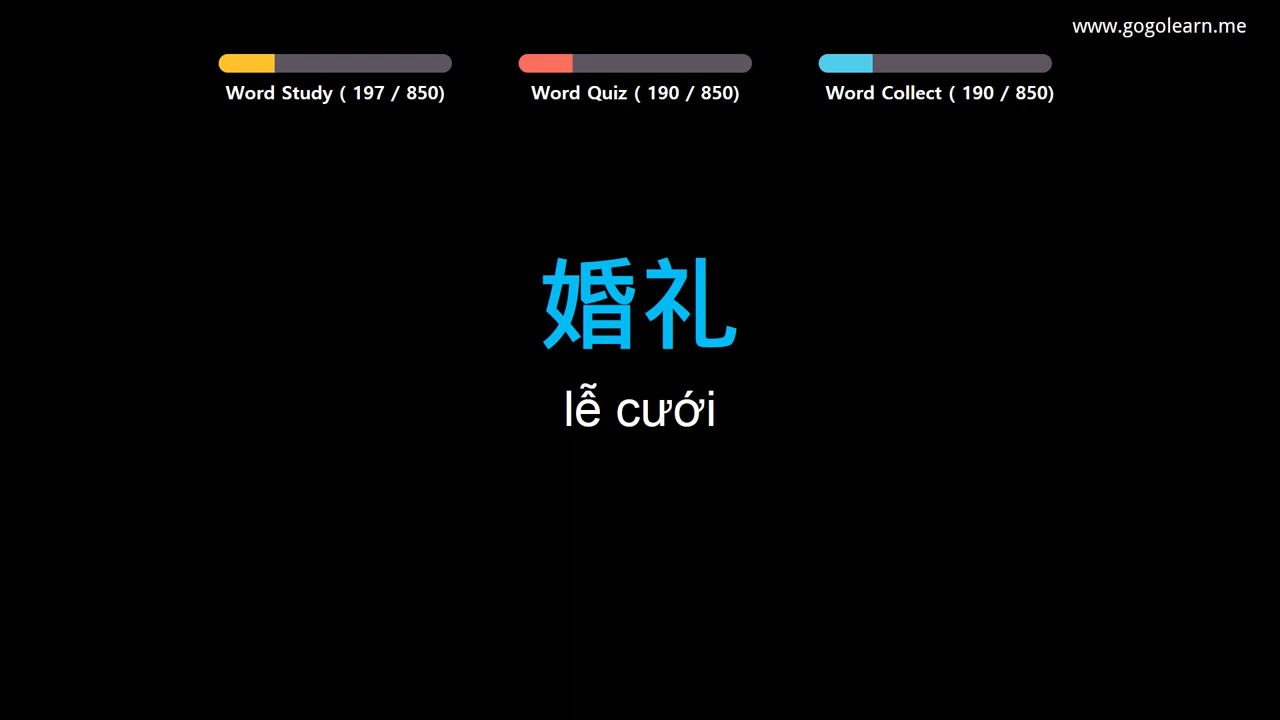 www.gogolearn.me
Word Study ( 197 / 850)
Word Quiz ( 190 / 850)
Word Collect ( 190 / 850)
婚礼
lễ cưới